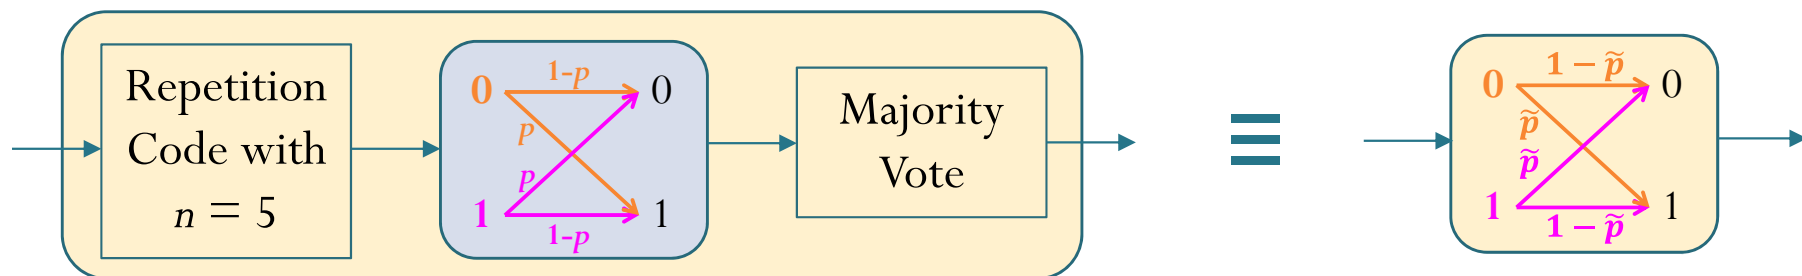 Repetition
Code with
n = 5
1-p
0 0
p
p
1 1
1-p
Majority
Vote
≡
1 − p̃
0 0
p̃
p̃
1 1
1 − p̃